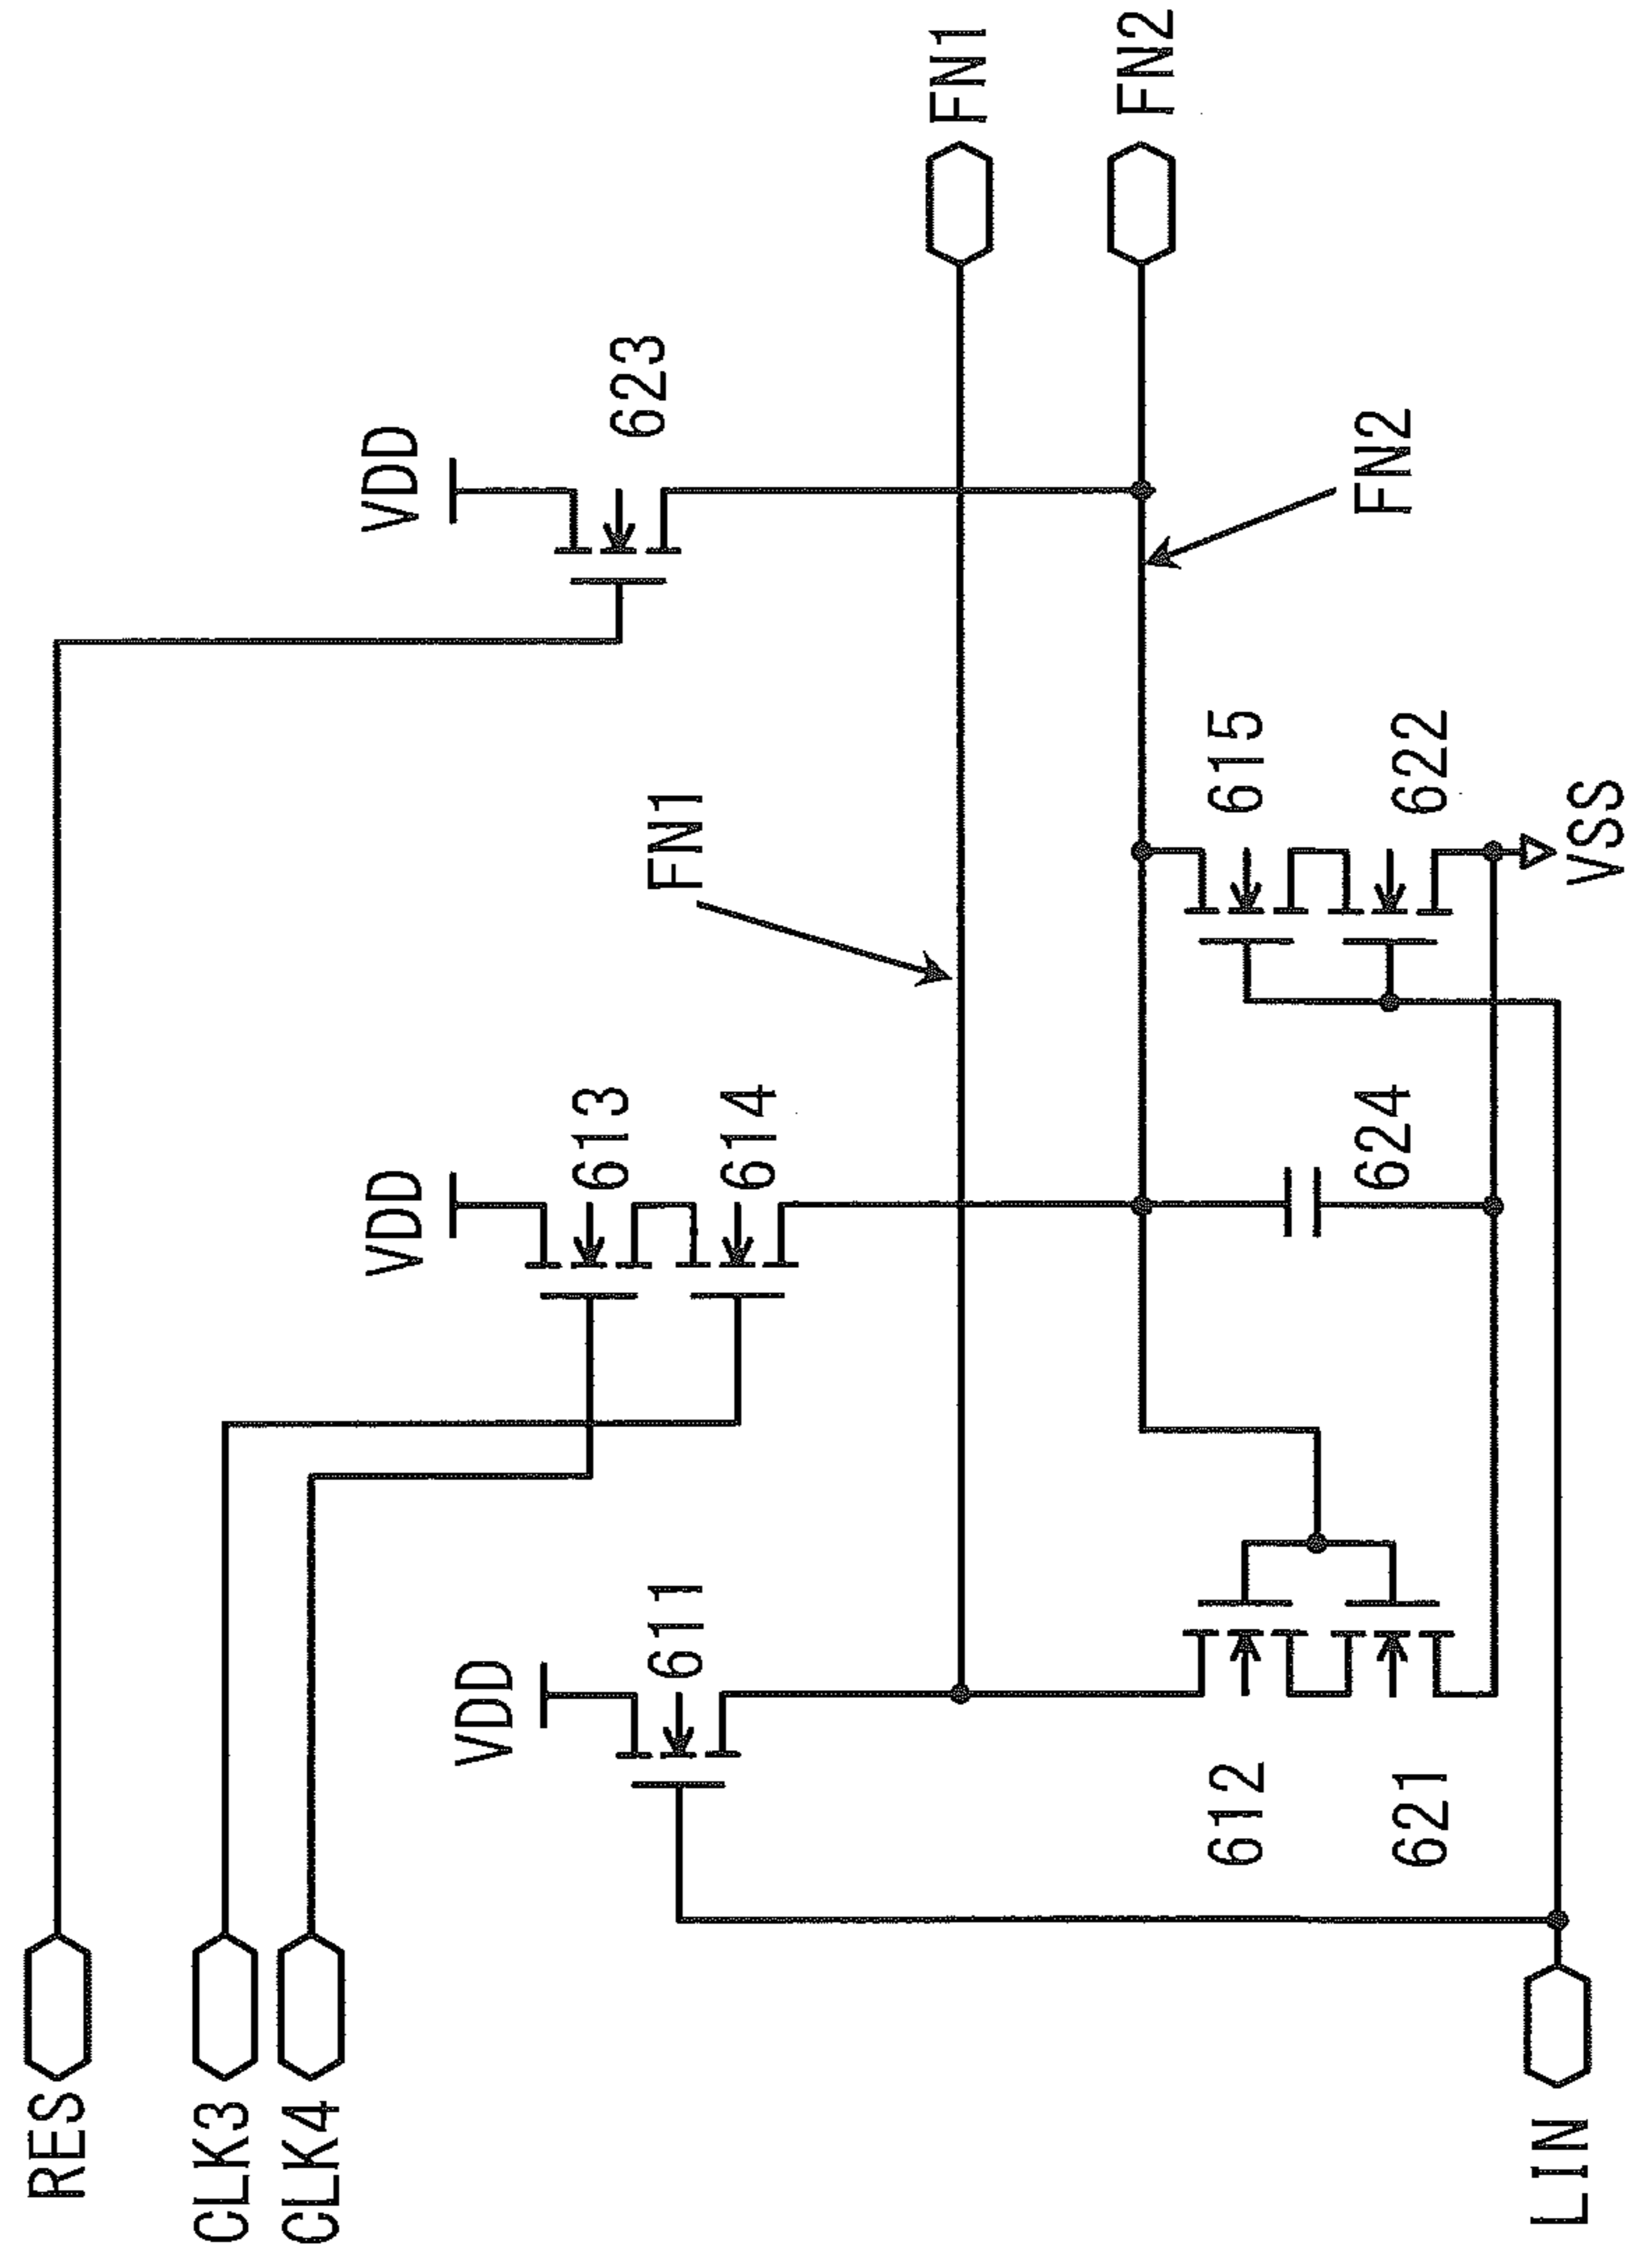 RES
CLK3
CLK4
LIN
VDD
611
612
621
VDD
613
614
624
FN1
615
622
VSS
VDD
623
FN2
FN1
FN2